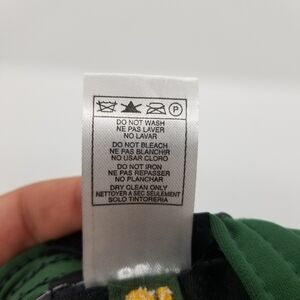 P
DO NOT WASH
NE PAS LAVER
NO LAVAR
DO NOT BLEACH
NE PAS BLANCHIR
NO USAR CLORO
DO NOT IRON
NE PAS REPASSER
NO PLANCHAR
DRY CLEAN ONLY
NETTOYER A SEC SEULEMENT
SOLO TINTORERIA